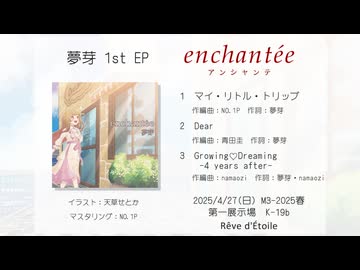 夢芽 1st EP
enchantée
アンシャンテ
enchantée
夢芽
1 マイ・リトル・トリップ
作編曲：NO.1P 作詞：夢芽
2 Dear
作編曲：青田圭 作詞：夢芽
3 Growing♡Dreaming
~4 years after~
作編曲：namaozi 作詞：夢芽・namaozi
イラスト：天草せとか
マスタリング：NO.1P
2025/4/27(日) M3-2025春
第一展示場 K-19b
Rêve d'Étoile